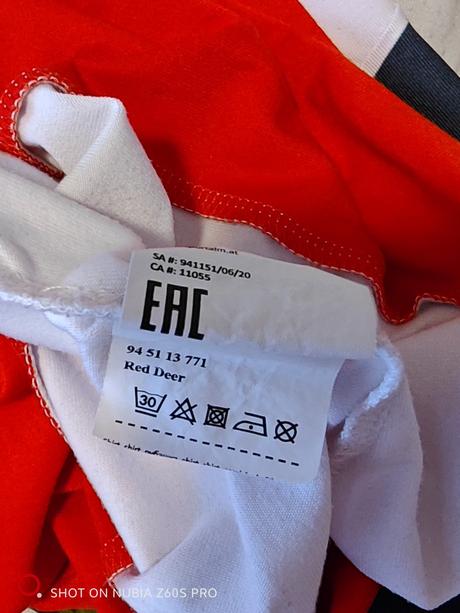 SA #: 941151/06/20
CA #: 11055
EAC
94 51 13 771
Red Deer
30
SHOT ON NUBIA Z60S PRO